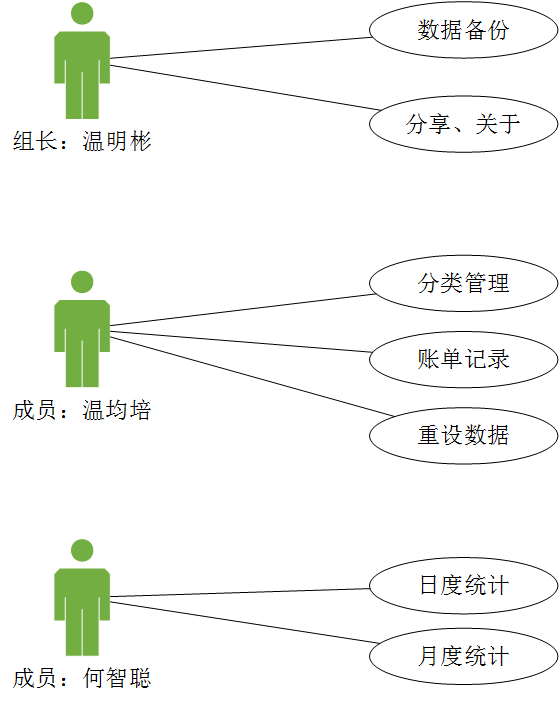 数据备份
分享、关于
组长：温明彬
分类管理
账单记录
重设数据
成员：温均培
日度统计
月度统计
成员：何智聪